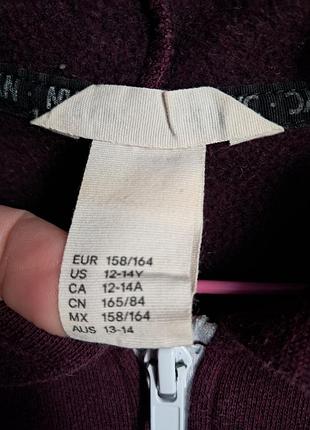 EUR 158/164
US 12-14Y
CA 12-14A
CN 165/84
MX 158/164
AUS 13-14